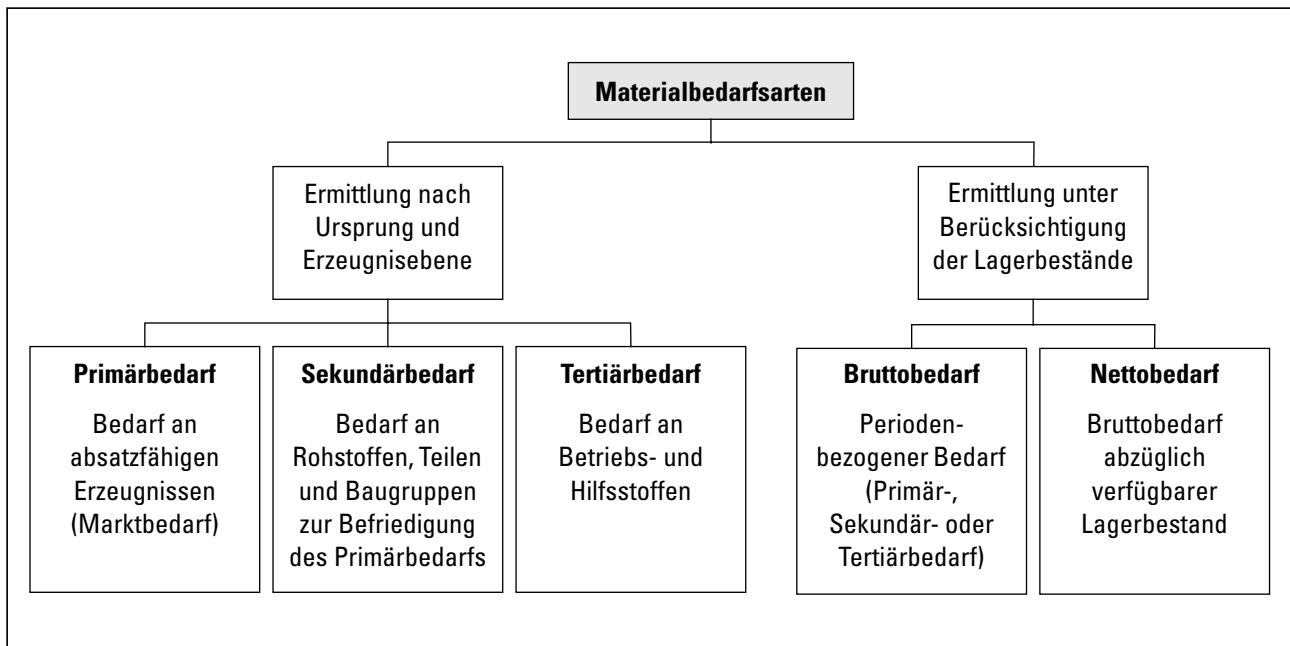 Materialbedarfsarten
Ermittlung nach
Ursprung und
Erzeugnisebene
Ermittlung unter
Berücksichtigung
der Lagerbestände
Primärbedarf
Bedarf an
absatzfähigen
Erzeugnissen
(Marktbedarf)
Sekundärbedarf
Bedarf an
Rohstoffen, Teilen
und Baugruppen
zur Befriedigung
des Primärbedarfs
Tertiärbedarf
Bedarf an
Betriebs- und
Hilfsstoffen
Bruttobedarf
Perioden-
bezogener Bedarf
(Primär-,
Sekundär- oder
Tertiärbedarf)
Nettobedarf
Bruttobedarf
abzüglich
verfügbarer
Lagerbestand